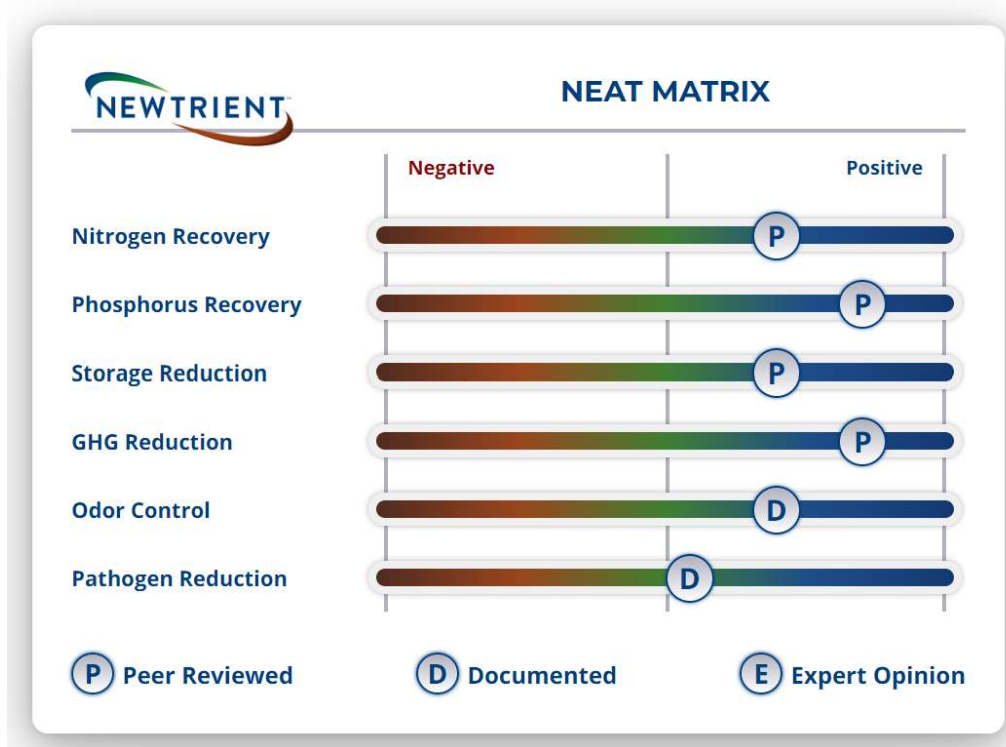 NEWTRIENT™
NEAT MATRIX
Negative Positive
Nitrogen Recovery P
Phosphorus Recovery P
Storage Reduction P
GHG Reduction P
Odor Control D
Pathogen Reduction D
P Peer Reviewed D Documented E Expert Opinion